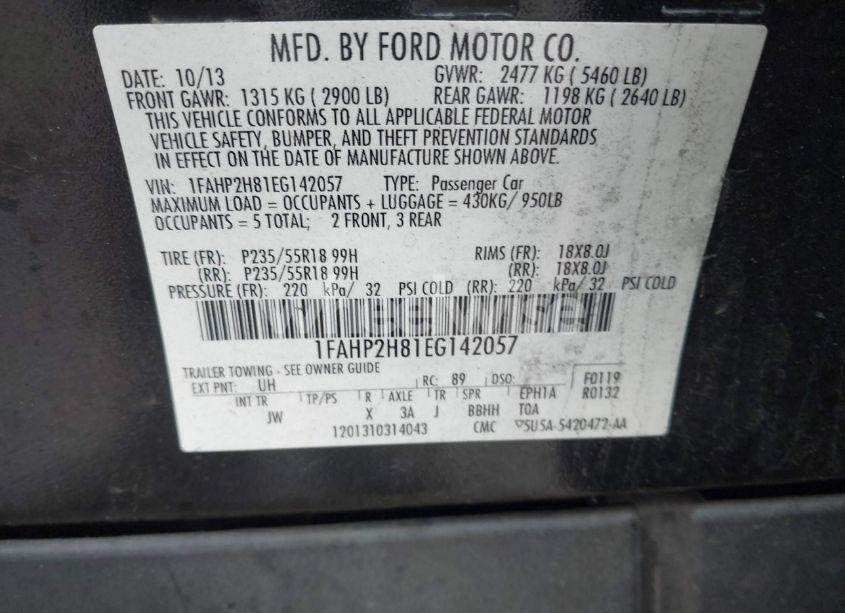 MFD. BY FORD MOTOR CO.
DATE: 10/13 GVWR: 2477 KG ( 5460 LB)
FRONT GAWR: 1315 KG ( 2900 LB) REAR GAWR: 1198 KG ( 2640 LB)
THIS VEHICLE CONFORMS TO ALL APPLICABLE FEDERAL MOTOR
VEHICLE SAFETY, BUMPER, AND THEFT PREVENTION STANDARDS
IN EFFECT ON THE DATE OF MANUFACTURE SHOWN ABOVE.
VIN: 1FAHP2H81EG142057 TYPE: Passenger Car
MAXIMUM LOAD = OCCUPANTS + LUGGAGE = 430KG/ 950LB
OCCUPANTS = 5 TOTAL; 2 FRONT, 3 REAR
TIRE (FR): P235/55R18 99H RIMS (FR): 18X8.0J
(RR): P235/55R18 99H (RR): 18X8.0J
PRESSURE (FR): 220 kPa/ 32 PSI COLD (RR): 220 kPa/ 32 PSI COLD
1FAHP2H81EG142057
TRAILER TOWING - SEE OWNER GUIDE
EXT PNT: UH RC: 89 DSO: F0119
INT TR TP/PS R AXLE TR SPR EPH1A R0132
JW X 3A J BBHH TOA
1201310314043 CMC 5U5A-5420472-AA